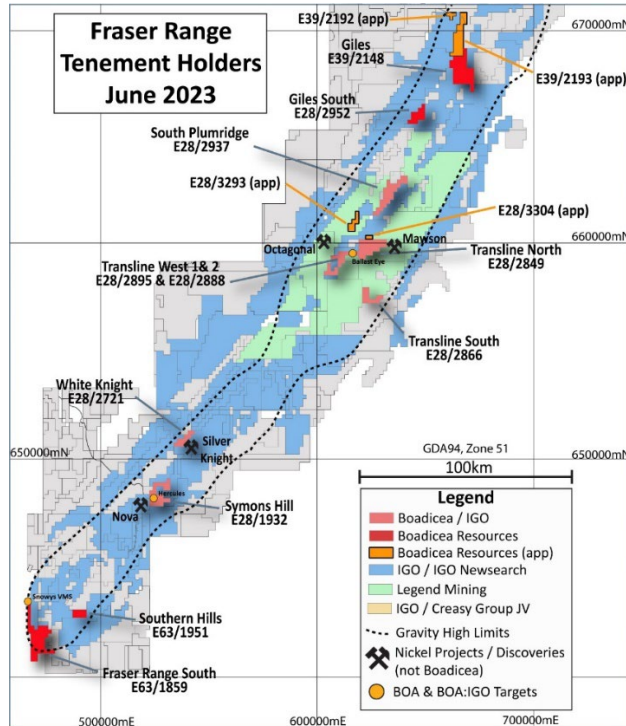 Fraser Range
Tenement Holders
June 2023
E39/2192 (app)
670000mN
Giles
E39/2148
E39/2193 (app)
Giles South
E28/2952
South Plumridge
E28/2937
E28/3293 (app)
E28/3304 (app)
660000mN
Octagonal
Mawson
Ballast Eye
Transline North
E28/2849
Transline West 1& 2
E28/2895 & E28/2888
Transline South
E28/2866
White Knight
E28/2721
Silver
Knight
650000mN
650000mN
GDA94, Zone 51
100km
Hercules
Nova
Symons Hill
E28/1932
Snowys VMS
Southern Hills
E63/1951
Fraser Range South
E63/1859
Legend
Boadicea / IGO
Boadicea Resources
Boadicea Resources (app)
IGO / IGO Newsearch
Legend Mining
IGO / Creasy Group JV
Gravity High Limits
Nickel Projects / Discoveries
(not Boadicea)
BOA & BOA:IGO Targets
500000mE
600000mE
700000mE